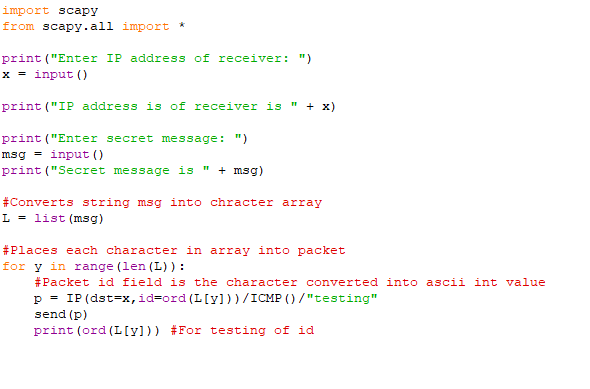 import scapy
from scapy.all import *
print("Enter IP address of receiver: ")
x = input()
print("IP address is of receiver is " + x)
print("Enter secret message: ")
msg = input()
print("Secret message is " + msg)
#Converts string msg into chracter array
L = list(msg)
#Places each character in array into packet
for y in range(len(L)):
    #Packet id field is the character converted into ascii int value
    p = IP(dst=x,id=ord(L[y]))/ICMP()/"testing"
    send(p)
    print(ord(L[y])) #For testing of id